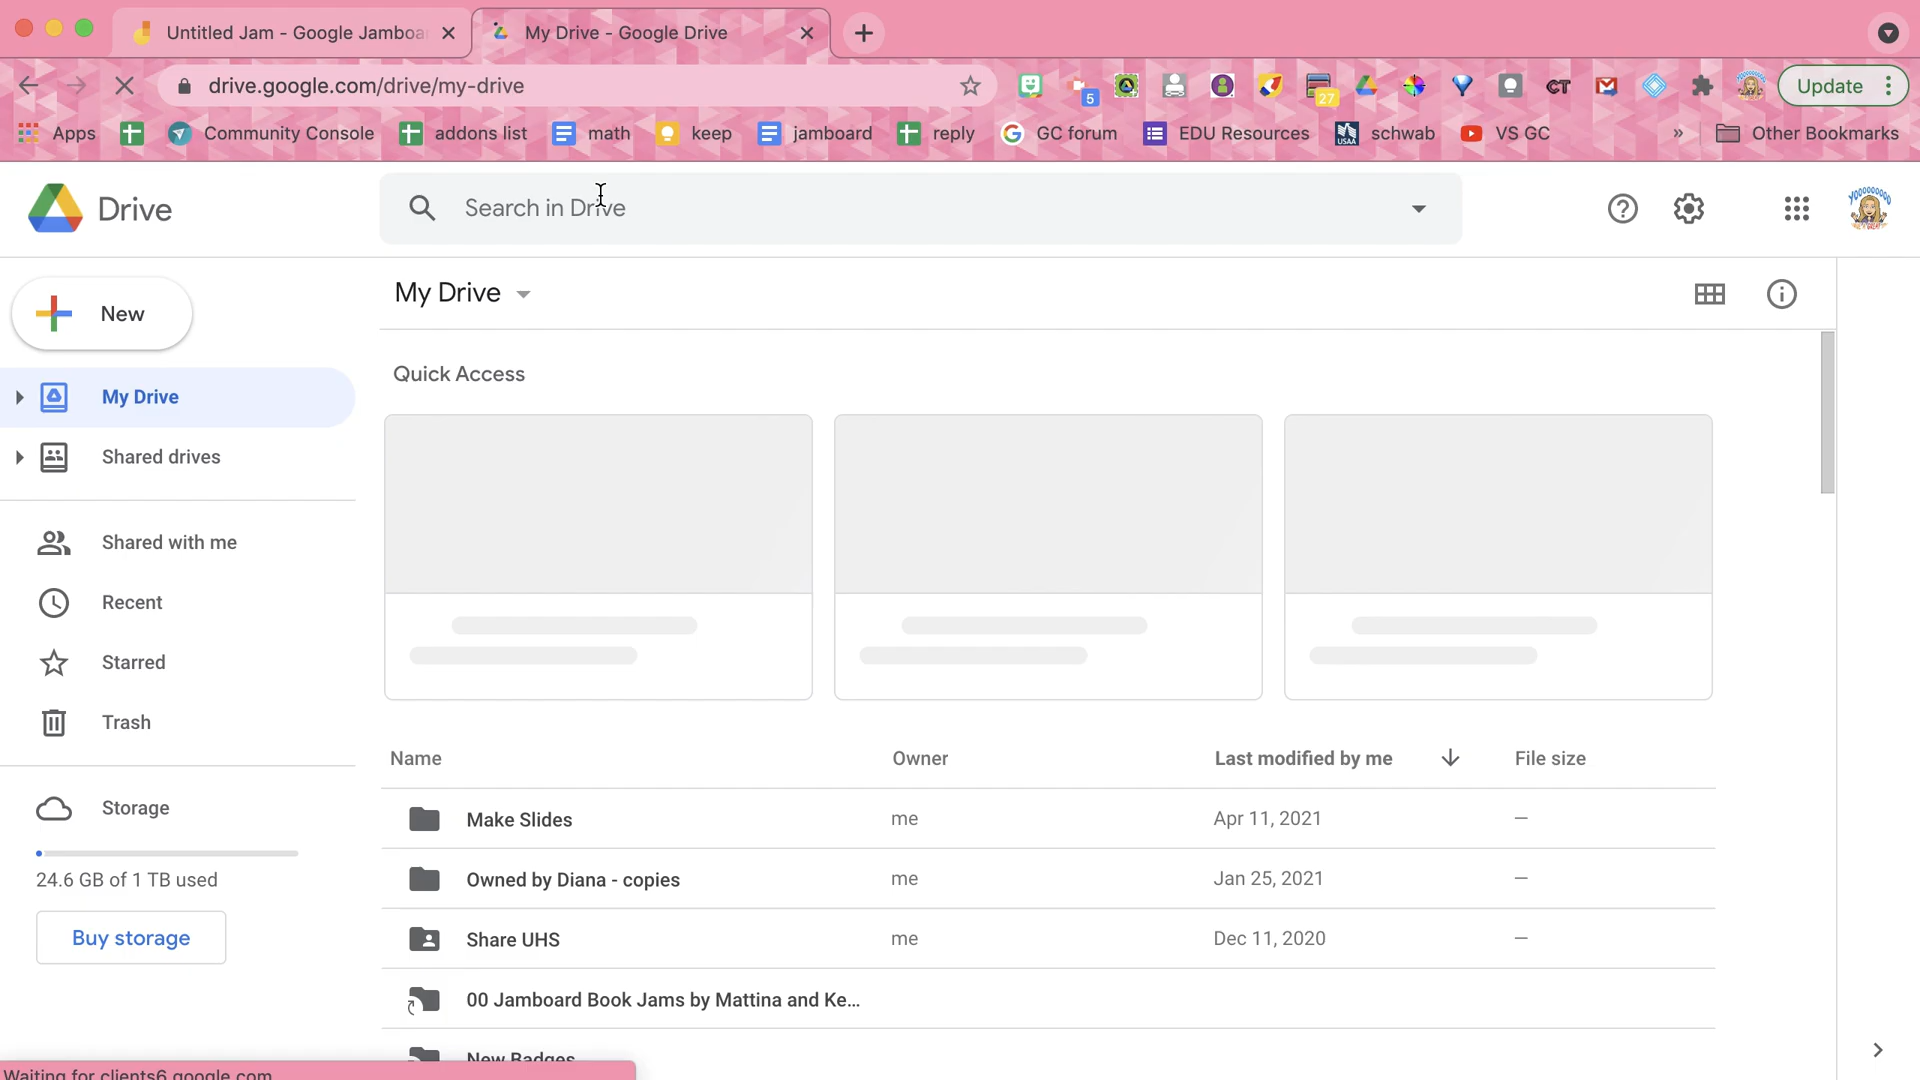 Untitled Jam - Google Jamboa
My Drive - Google Drive
drive.google.com/drive/my-drive
5
27
CT
Update
Apps
Community Console
addons list
math
keep
jamboard
reply
GC forum
EDU Resources
USAA
schwab
VS GC
»
Other Bookmarks
Drive
Search in Drive
New
My Drive
Quick Access
My Drive
Shared drives
Shared with me
Recent
Starred
Trash
Storage
24.6 GB of 1 TB used
Buy storage
Name Owner Last modified by me File size
Make Slides me Apr 11, 2021 —
Owned by Diana - copies me Jan 25, 2021 —
Share UHS me Dec 11, 2020 —
00 Jamboard Book Jams by Mattina and Ke...
New Badges
Waiting for clients6.google.com